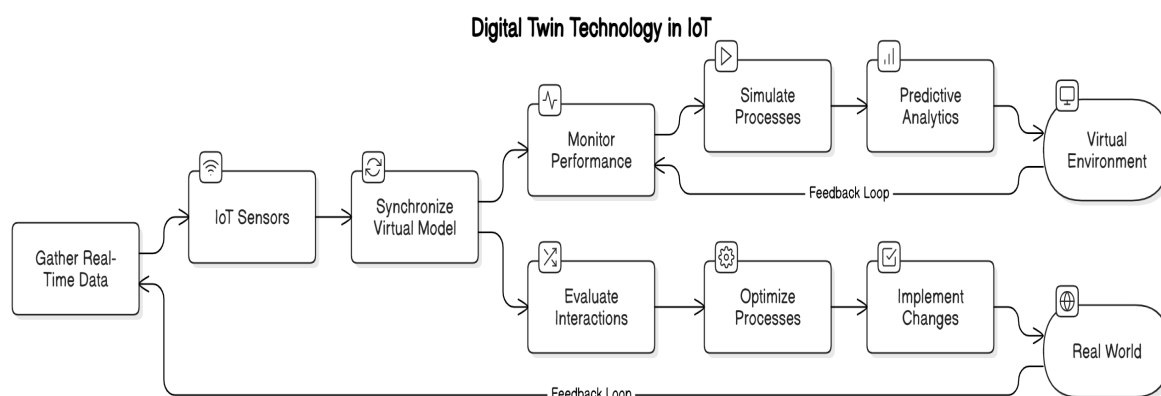 Digital Twin Technology in IoT
Gather Real-
Time Data
IoT Sensors
Synchronize
Virtual Model
Monitor
Performance
Simulate
Processes
Predictive
Analytics
Virtual
Environment
Feedback Loop
Evaluate
Interactions
Optimize
Processes
Implement
Changes
Real World
Feedback Loop